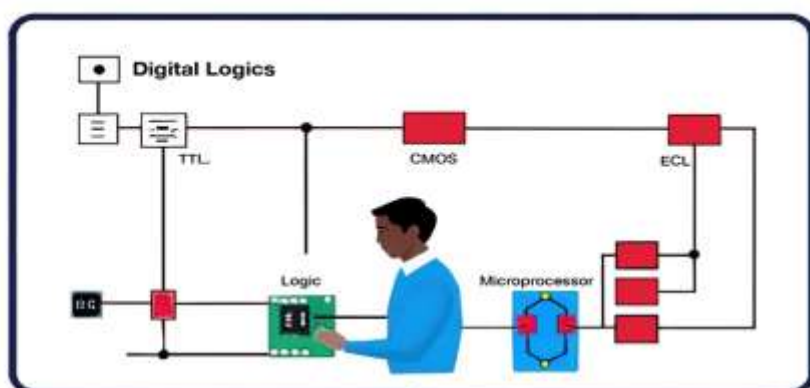 Digital Logics
TTL.
CMOS
ECL
Logic
Microprocessor